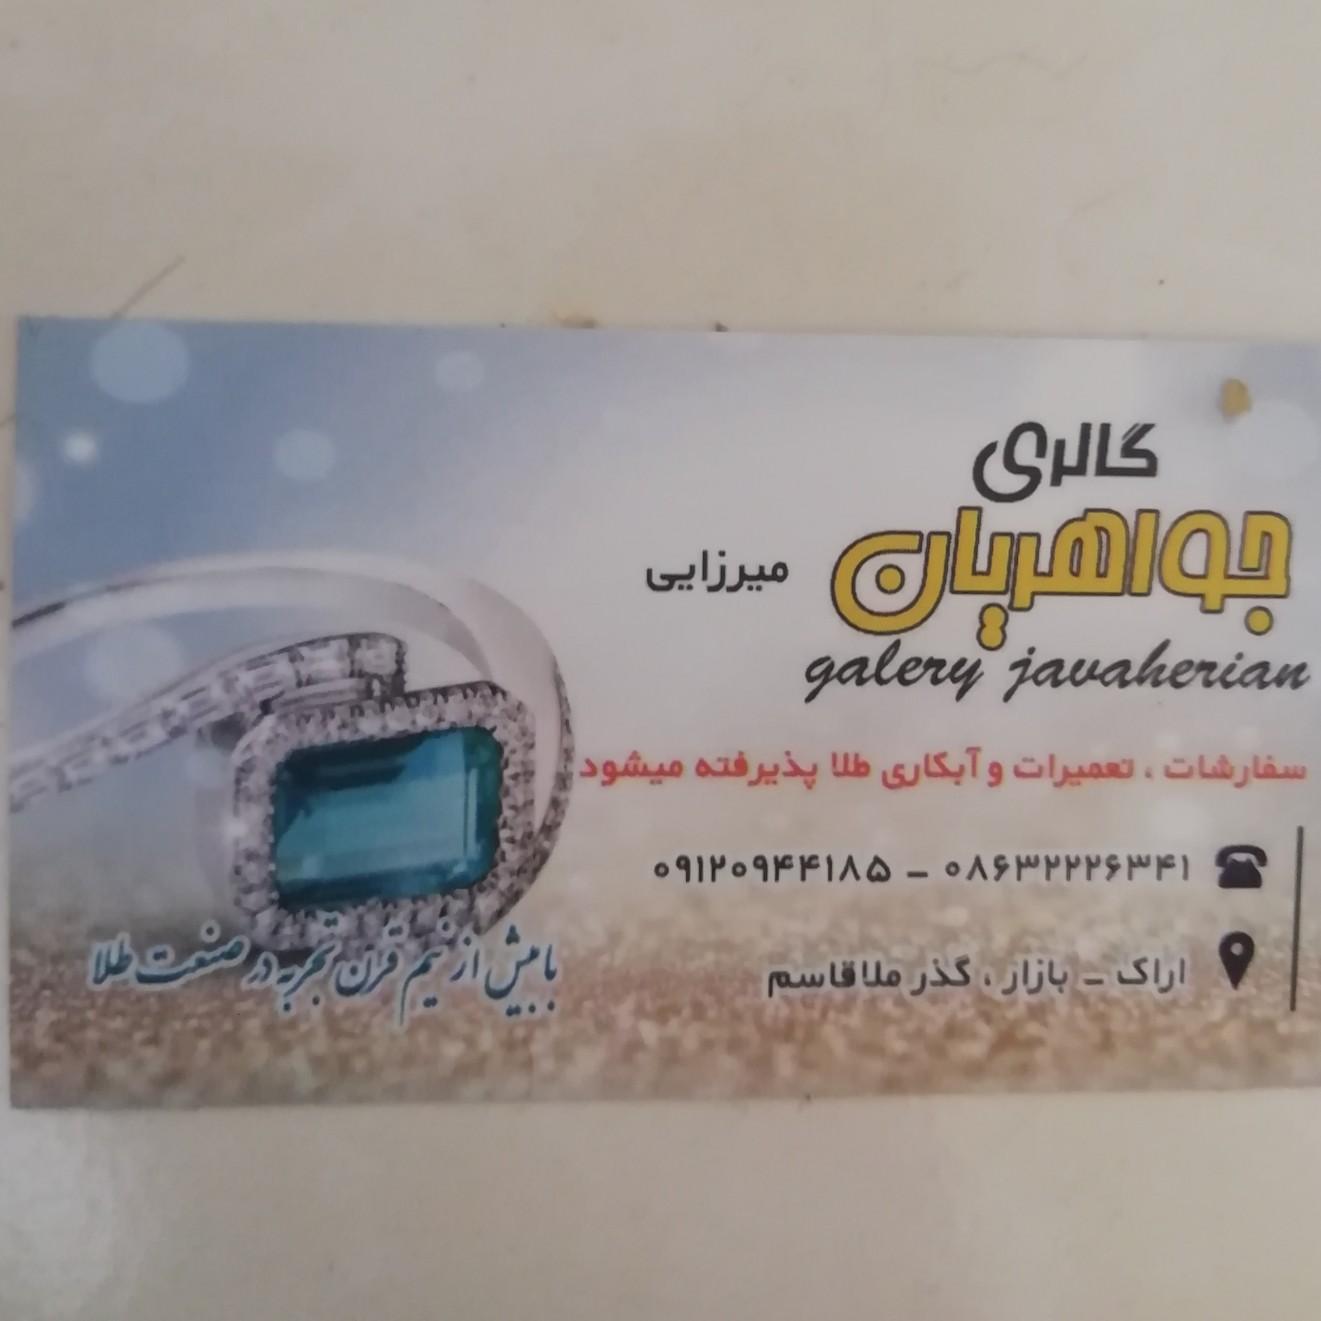 گالری
جواهریان
میرزایی
galery javaherian
سفارشات ، تعمیرات و آبکاری طلا پذیرفته میشود
۰۸۶۳۲۲۲۶۳۴۱ - ۰۹۱۲۰۹۴۴۱۸۵
اراک - بازار ، گذر ملاقاسم
با بیش از نیم قرن تجربه در صنعت طلا